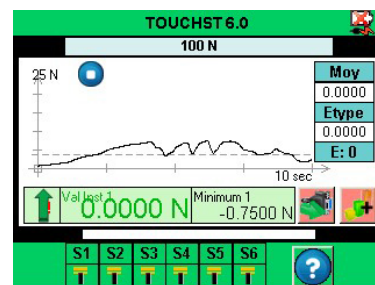 TOUCHST 6.0
100 N
25 N
Moy
0.0000
Etype
0.0000
E: 0
10 sec
Val Inst 1
0.0000 N
Minimum 1
-0.7500 N
S1 S2 S3 S4 S5 S6
?